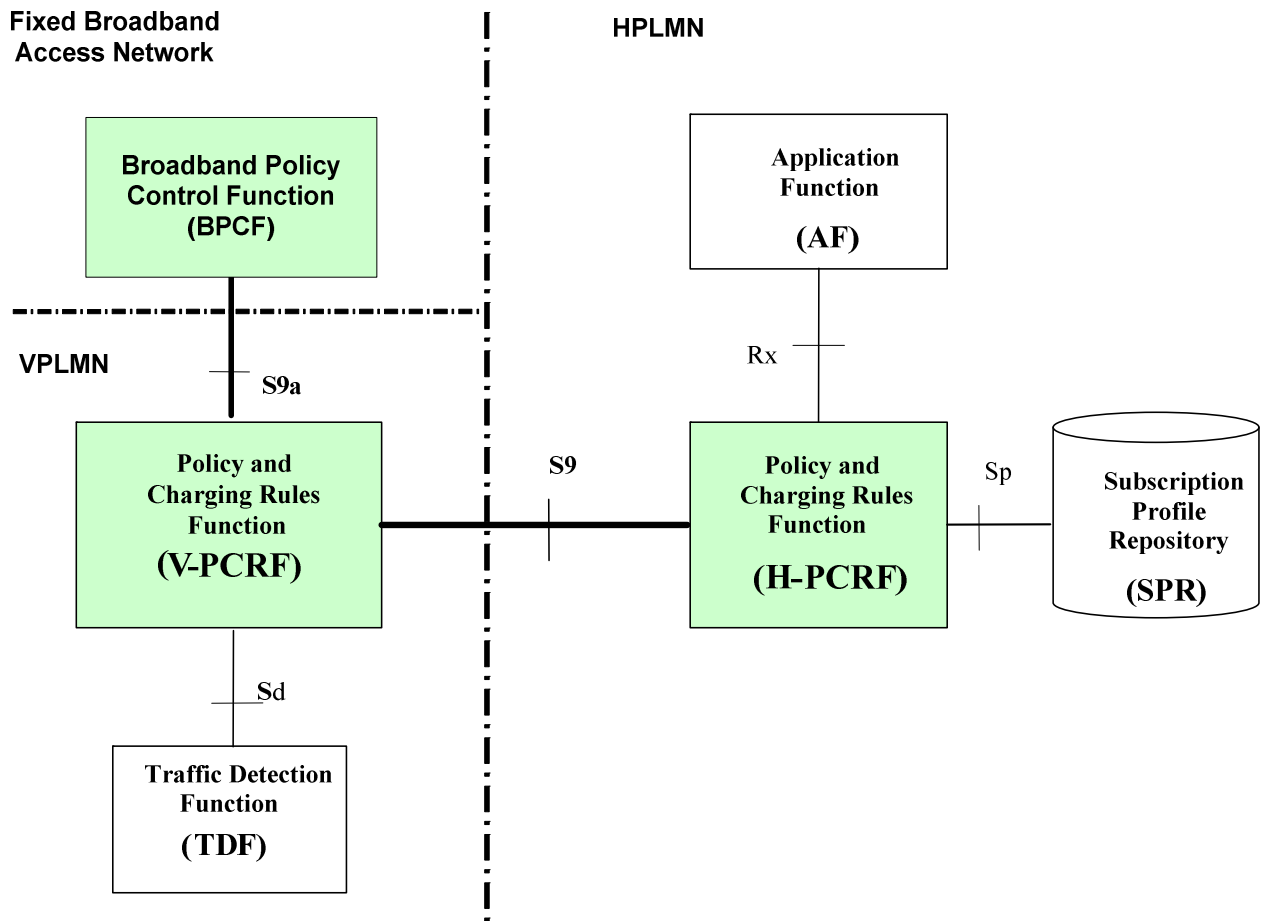 Fixed Broadband
Access Network
HPLMN
Broadband Policy
Control Function
(BPCF)
Application
Function
(AF)
VPLMN
S9a
Rx
Policy and
Charging Rules
Function
(V-PCRF)
S9
Policy and
Charging Rules
Function
(H-PCRF)
Sp
Subscription
Profile
Repository
(SPR)
Sd
Traffic Detection
Function
(TDF)